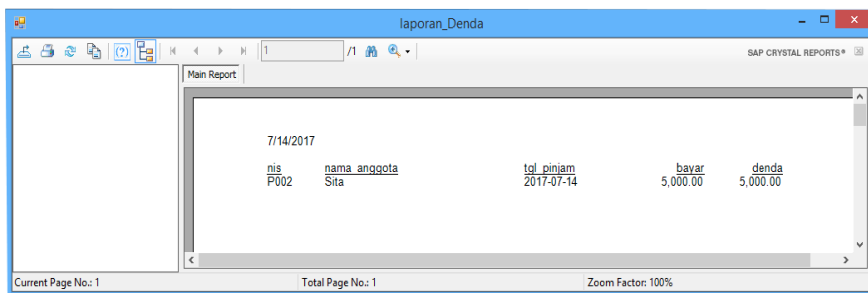 laporan_Denda
1 /1 SAP CRYSTAL REPORTS®
Main Report
7/14/2017
nis nama_anggota tgl_pinjam bayar denda
P002 Sita 2017-07-14 5,000.00 5,000.00
Current Page No.: 1 Total Page No.: 1 Zoom Factor: 100%